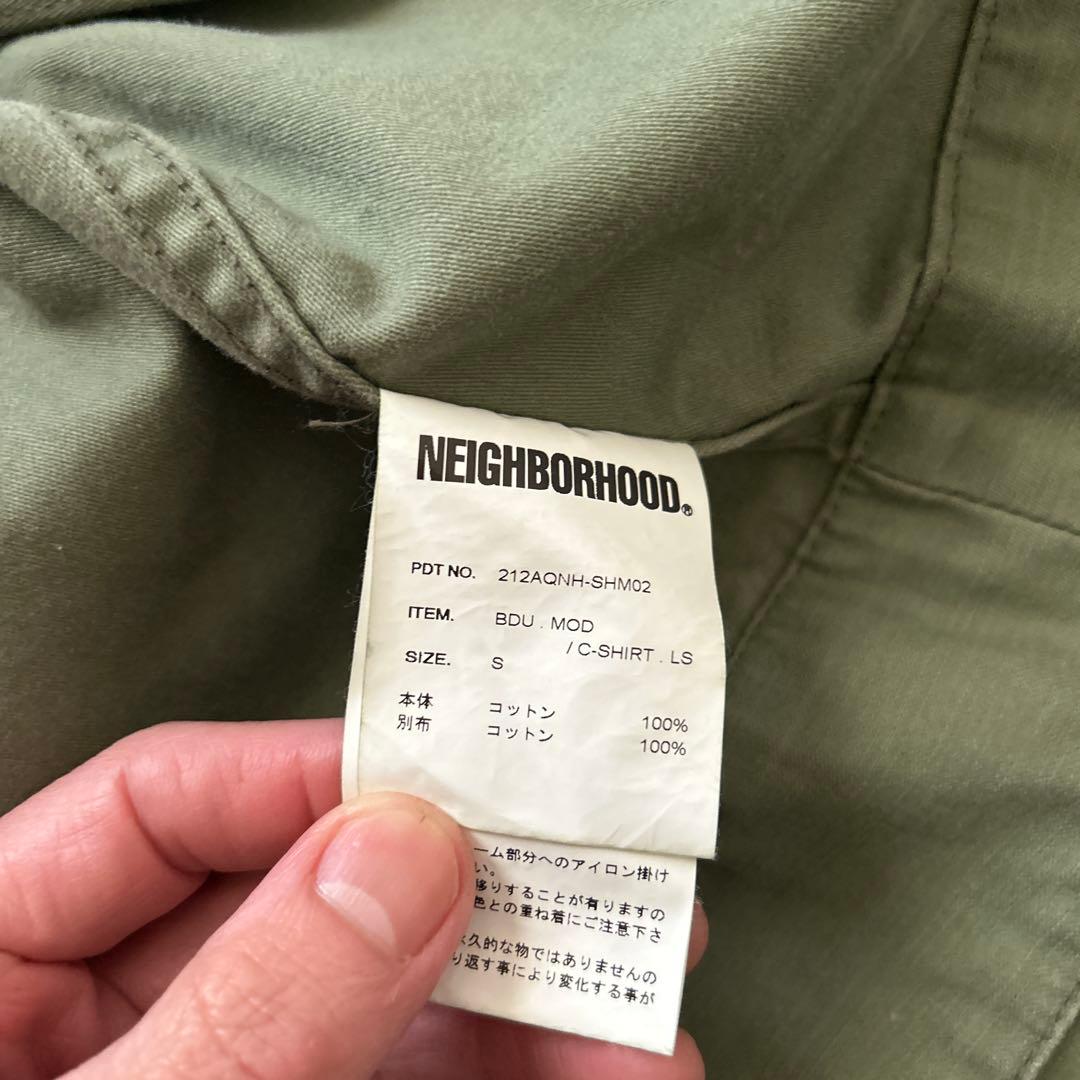 NEIGHBORHOOD®
PDT NO. 212AQNH-SHM02
ITEM. BDU . MOD
/ C-SHIRT . LS
SIZE. S
本体 コットン 100%
別布 コットン 100%
ーム部分へのアイロン掛け
い。
移りすることが有りますの
色との重ね着にご注意下さ
久的な物ではありませんの
り返す事により変化する事が